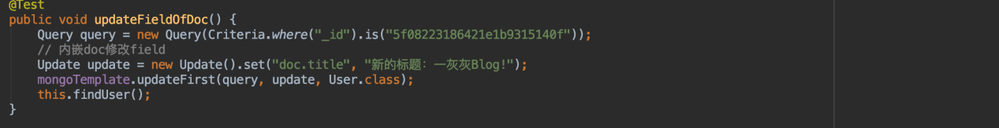 @Test
public void updateFieldOfDoc() {
    Query query = new Query(Criteria.where("_id").is("5f08223186421e1b9315140f"));
    // 内嵌doc修改field
    Update update = new Update().set("doc.title", "新的标题：一灰灰Blog!");
    mongoTemplate.updateFirst(query, update, User.class);
    this.findUser();
}